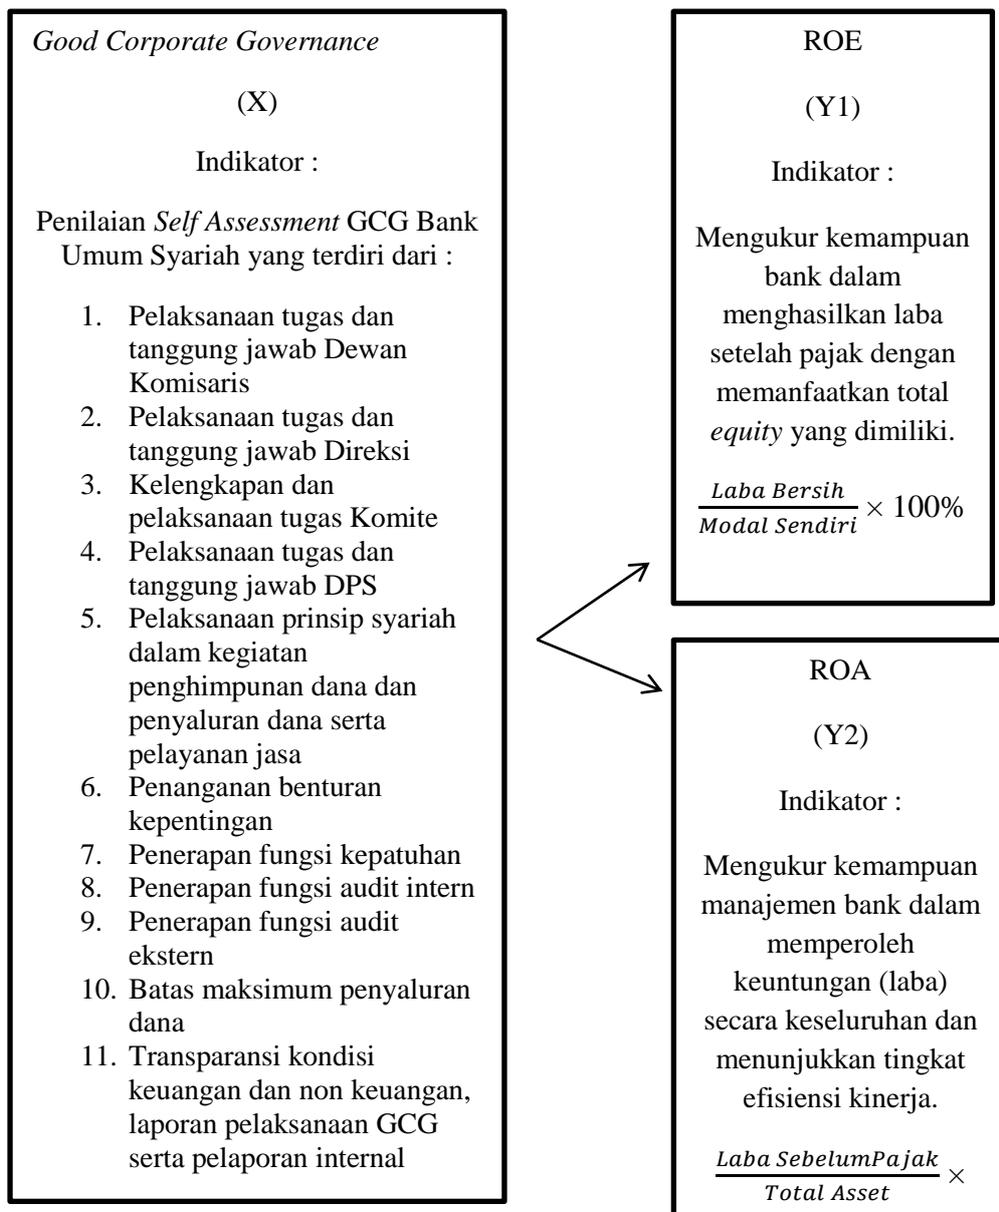 Good Corporate Governance
(X)
Indikator :
Penilaian Self Assessment GCG Bank
Umum Syariah yang terdiri dari :
1. Pelaksanaan tugas dan
tanggung jawab Dewan
Komisaris
2. Pelaksanaan tugas dan
tanggung jawab Direksi
3. Kelengkapan dan
pelaksanaan tugas Komite
4. Pelaksanaan tugas dan
tanggung jawab DPS
5. Pelaksanaan prinsip syariah
dalam kegiatan
penghimpunan dana dan
penyaluran dana serta
pelayanan jasa
6. Penanganan benturan
kepentingan
7. Penerapan fungsi kepatuhan
8. Penerapan fungsi audit intern
9. Penerapan fungsi audit
ekstern
10. Batas maksimum penyaluran
dana
11. Transparansi kondisi
keuangan dan non keuangan,
laporan pelaksanaan GCG
serta pelaporan internal
ROE
(Y1)
Indikator :
Mengukur kemampuan
bank dalam
menghasilkan laba
setelah pajak dengan
memanfaatkan total
equity yang dimiliki.
Laba Bersih
Modal Sendiri × 100%
ROA
(Y2)
Indikator :
Mengukur kemampuan
manajemen bank dalam
memperoleh
keuntungan (laba)
secara keseluruhan dan
menunjukkan tingkat
efisiensi kinerja.
Laba SebelumPajak
Total Asset ×